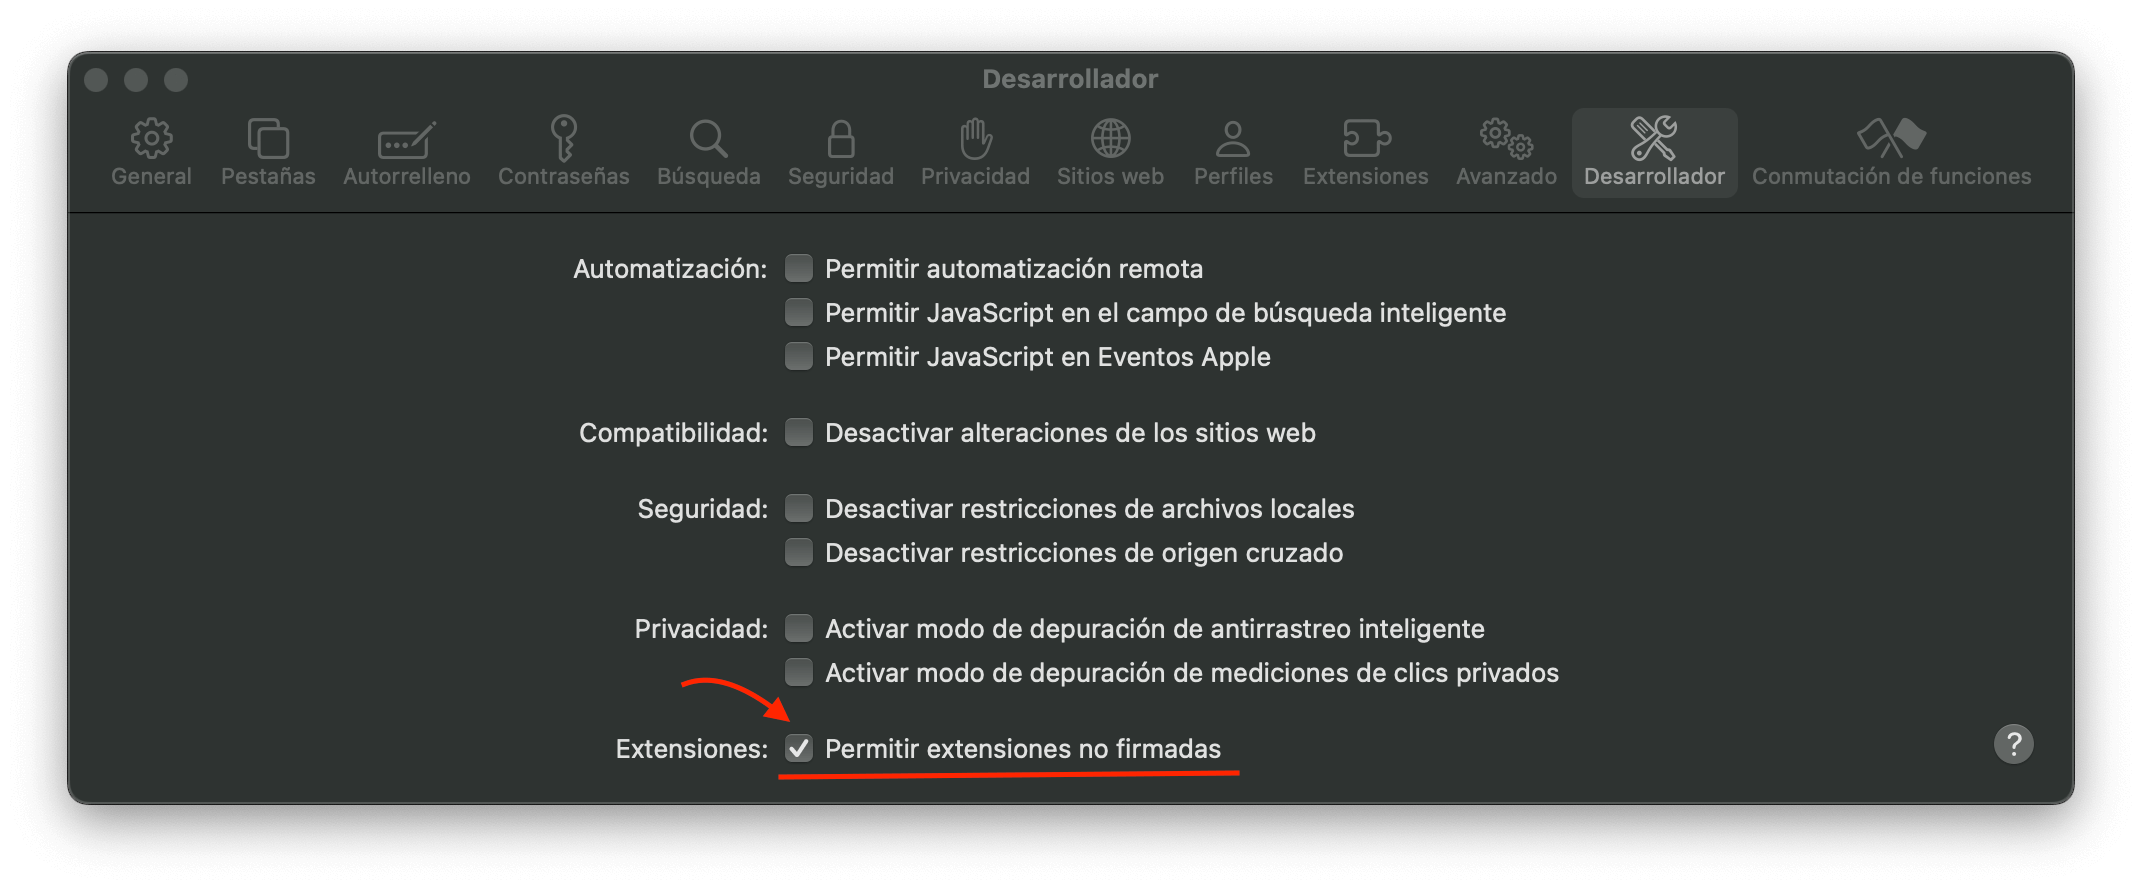 Desarrollador
General Pestañas Autorrelleno Contraseñas Búsqueda Seguridad Privacidad Sitios web Perfiles Extensiones Avanzado Desarrollador Conmutación de funciones
Automatización: Permitir automatización remota
Permitir JavaScript en el campo de búsqueda inteligente
Permitir JavaScript en Eventos Apple
Compatibilidad: Desactivar alteraciones de los sitios web
Seguridad: Desactivar restricciones de archivos locales
Desactivar restricciones de origen cruzado
Privacidad: Activar modo de depuración de antirrastreo inteligente
Activar modo de depuración de mediciones de clics privados
Extensiones: Permitir extensiones no firmadas
?